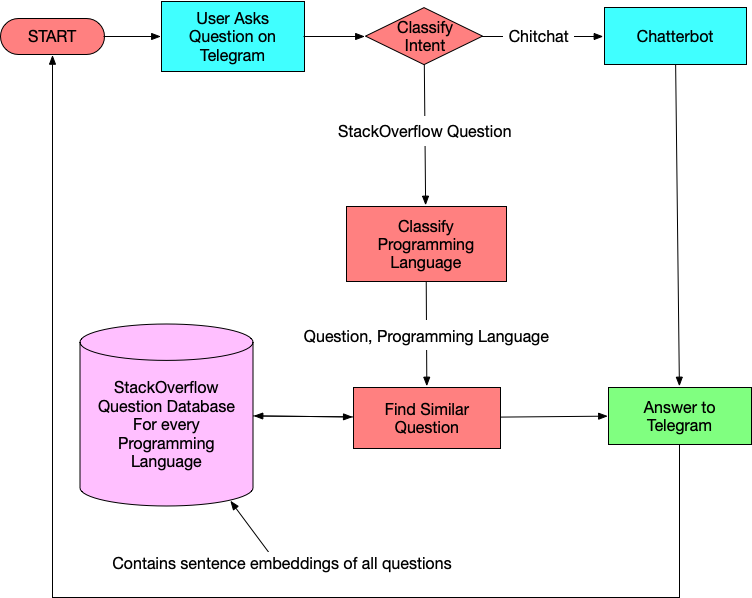 START
User Asks
Question on
Telegram
Classify
Intent
Chitchat
Chatterbot
StackOverflow Question
Classify
Programming
Language
Question, Programming Language
StackOverflow
Question Database
For every
Programming
Language
Find Similar
Question
Answer to
Telegram
Contains sentence embeddings of all questions